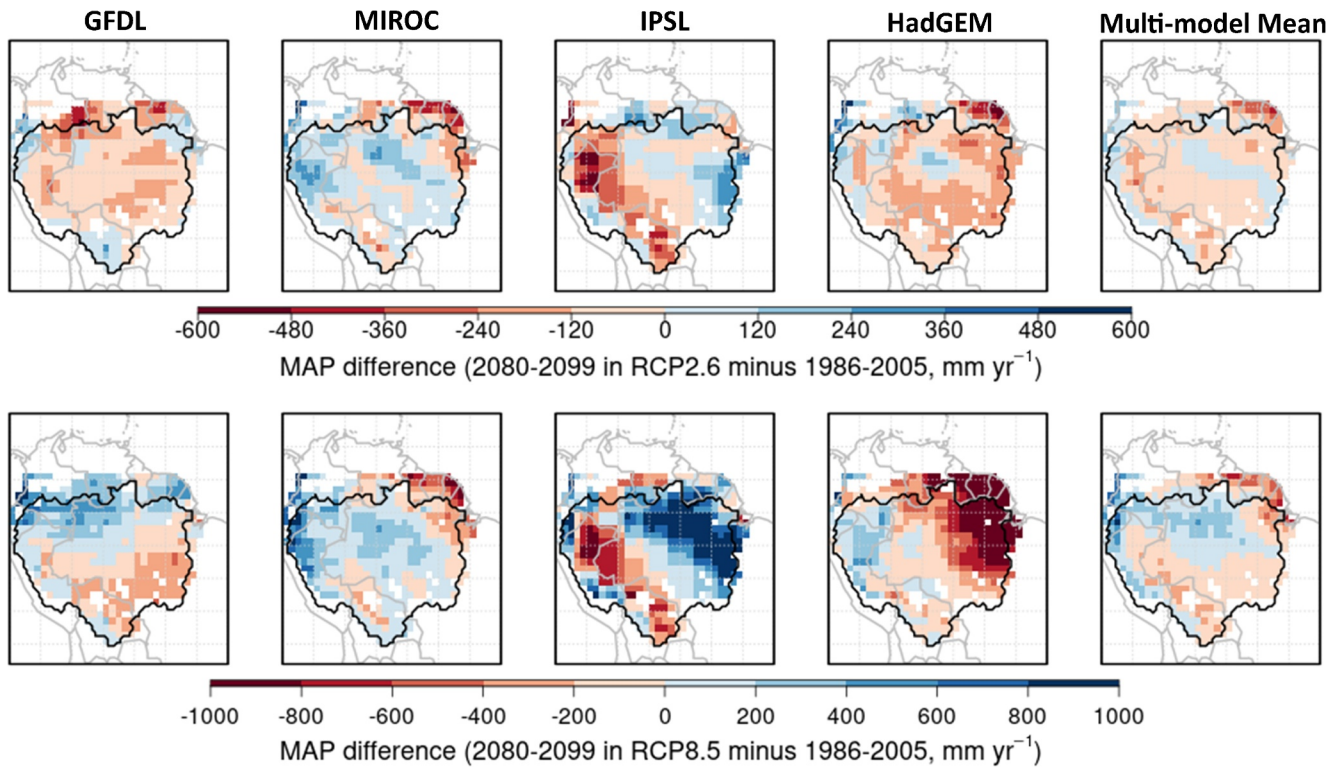 GFDL MIROC IPSL HadGEM Multi-model Mean
-600 -480 -360 -240 -120 0 120 240 360 480 600
MAP difference (2080-2099 in RCP2.6 minus 1986-2005, mm yr⁻¹)
-1000 -800 -600 -400 -200 0 200 400 600 800 1000
MAP difference (2080-2099 in RCP8.5 minus 1986-2005, mm yr⁻¹)